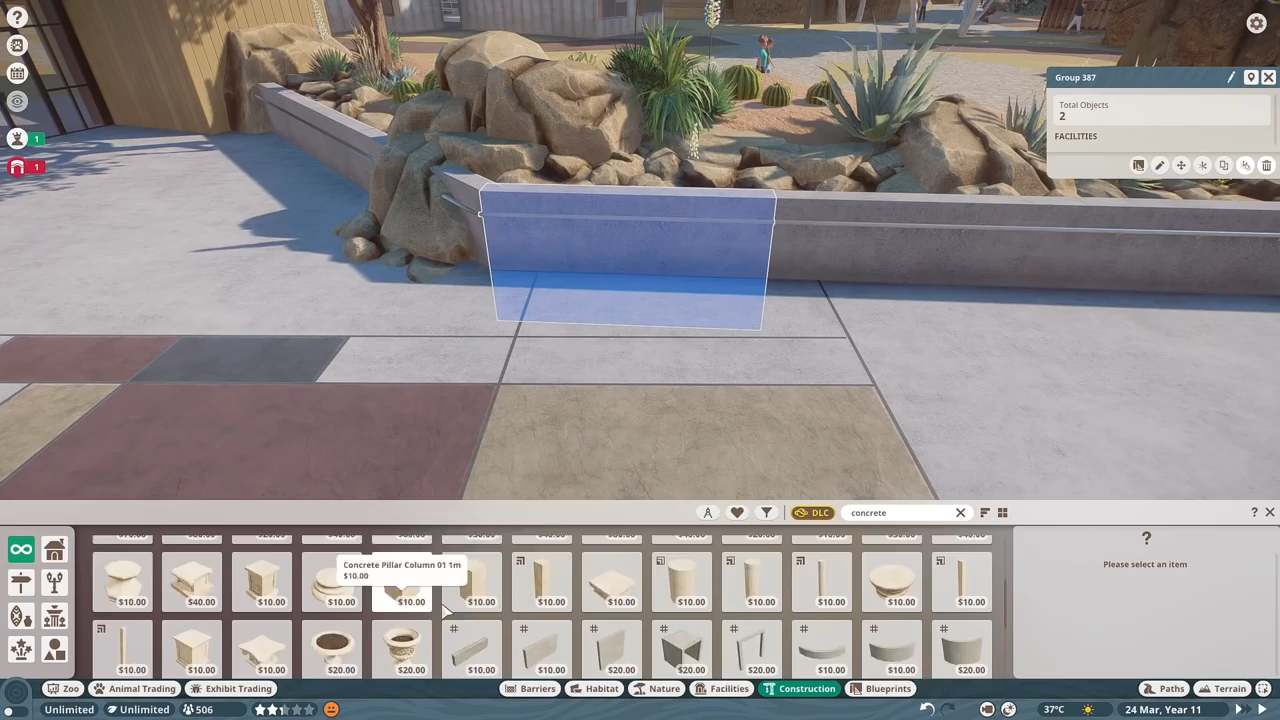 ?
Group 387
Total Objects
2
FACILITIES
1
1
DLC
concrete
?
Concrete Pillar Column 01 1m
$10.00
?
Please select an item
$10.00
$40.00
$10.00
$10.00
$10.00
$10.00
$10.00
$10.00
$10.00
$10.00
$10.00
$10.00
$10.00
$10.00
$10.00
$10.00
$20.00
$20.00
$10.00
$10.00
$20.00
$20.00
$20.00
$10.00
$10.00
$20.00
Zoo
Animal Trading
Exhibit Trading
Barriers
Habitat
Nature
Facilities
Construction
Blueprints
Paths
Terrain
Unlimited
Unlimited
506
37°C
24 Mar, Year 11